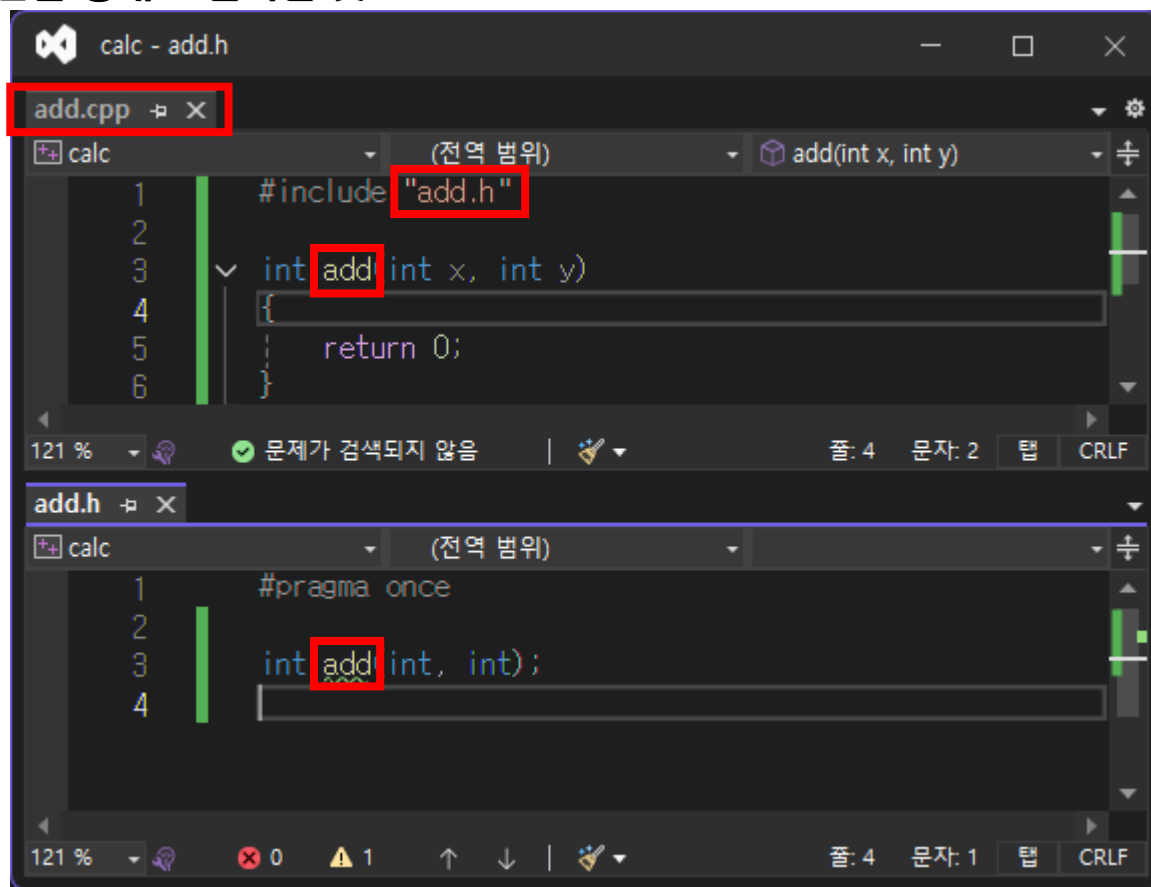 calc - add.h
add.cpp
calc (전역 범위) add(int x, int y)
1 #include "add.h"
2
3 int add(int x, int y)
4 {
5 return 0;
6 }
121 % 문제가 검색되지 않음 줄: 4 문자: 2 탭 CRLF
add.h
calc (전역 범위)
1 #pragma once
2
3 int add(int, int);
4
121 % 0 1 줄: 4 문자: 1 탭 CRLF